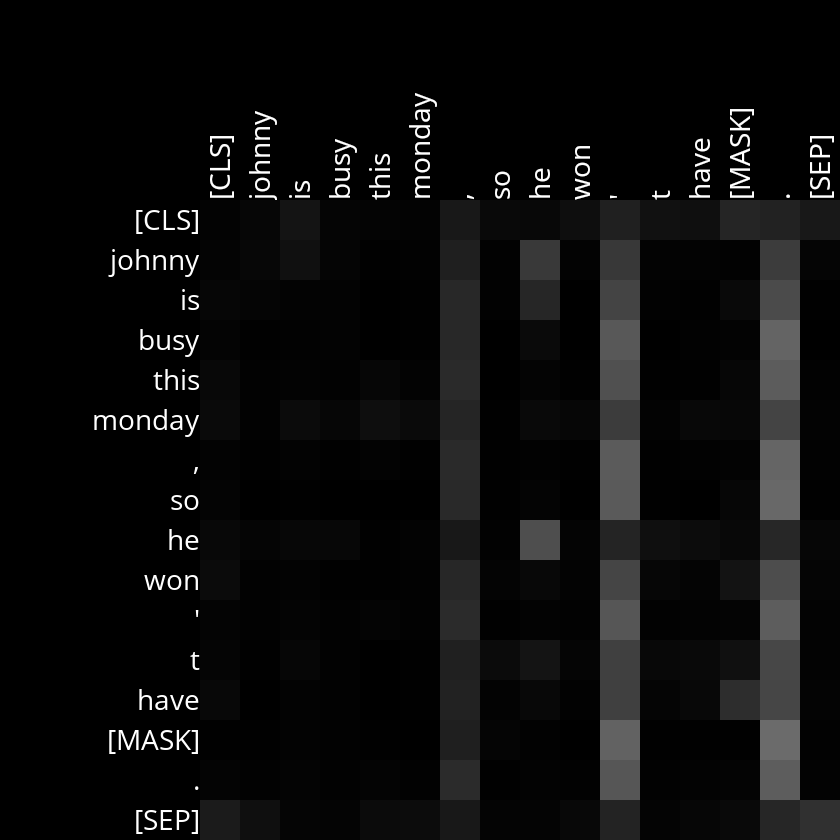 [CLS] johnny is busy this monday , so he won ' t have [MASK] . [SEP]
[CLS]
johnny
is
busy
this
monday
,
so
he
won
'
t
have
[MASK]
.
[SEP]